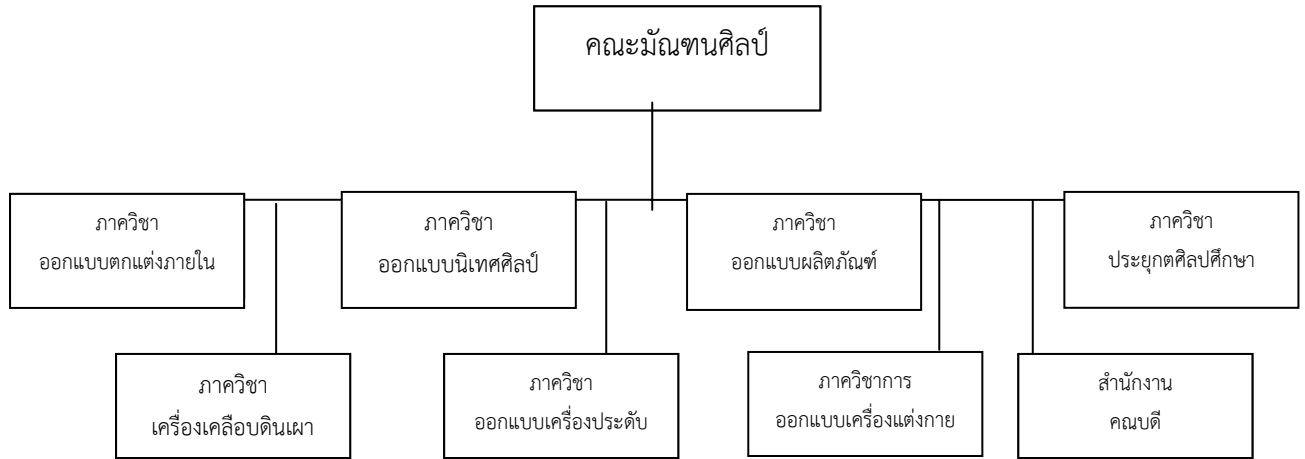 คณะมัณฑนศิลป์
ภาควิชา
ออกแบบตกแต่งภายใน
ภาควิชา
ออกแบบนิเทศศิลป์
ภาควิชา
ออกแบบผลิตภัณฑ์
ภาควิชา
ประยุกตศิลปศึกษา
ภาควิชา
เครื่องเคลือบดินเผา
ภาควิชา
ออกแบบเครื่องประดับ
ภาควิชาการ
ออกแบบเครื่องแต่งกาย
สำนักงาน
คณบดี